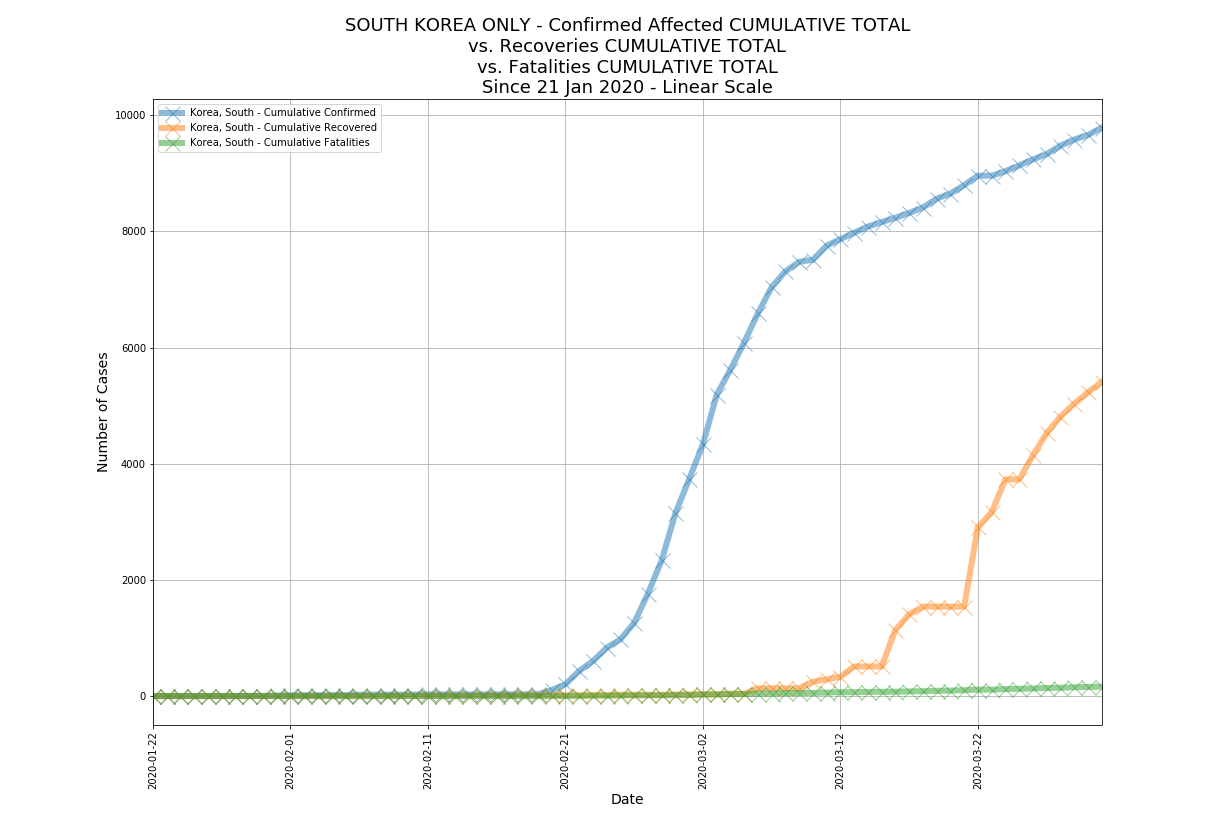 SOUTH KOREA ONLY - Confirmed Affected CUMULATIVE TOTAL
vs. Recoveries CUMULATIVE TOTAL
vs. Fatalities CUMULATIVE TOTAL
Since 21 Jan 2020 - Linear Scale
Korea, South - Cumulative Confirmed
Korea, South - Cumulative Recovered
Korea, South - Cumulative Fatalities
Number of Cases
10000
8000
6000
4000
2000
0
2020-01-22
2020-02-01
2020-02-11
2020-02-21
2020-03-02
2020-03-12
2020-03-22
Date